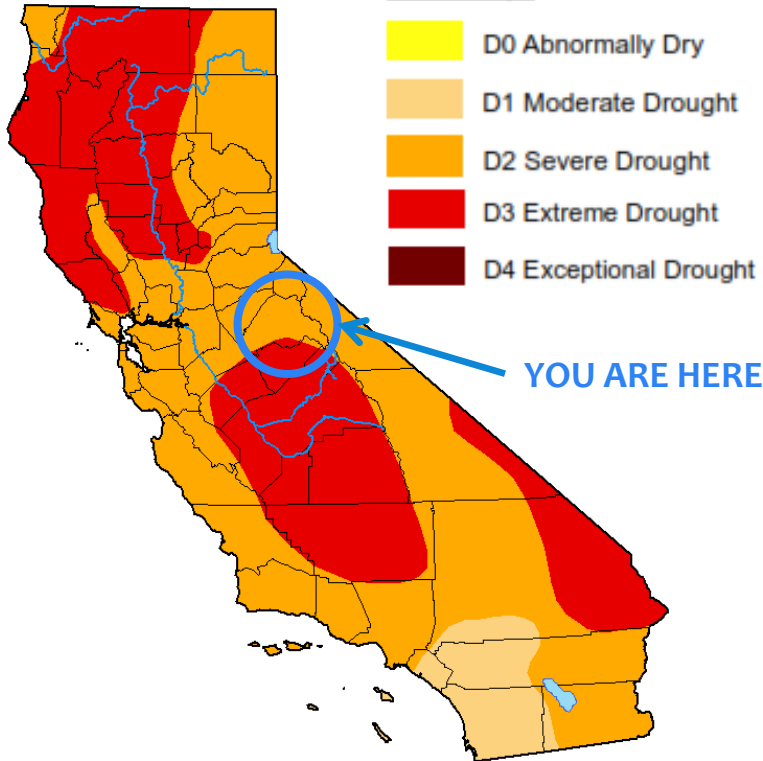 D0 Abnormally Dry
D1 Moderate Drought
D2 Severe Drought
D3 Extreme Drought
D4 Exceptional Drought
YOU ARE HERE